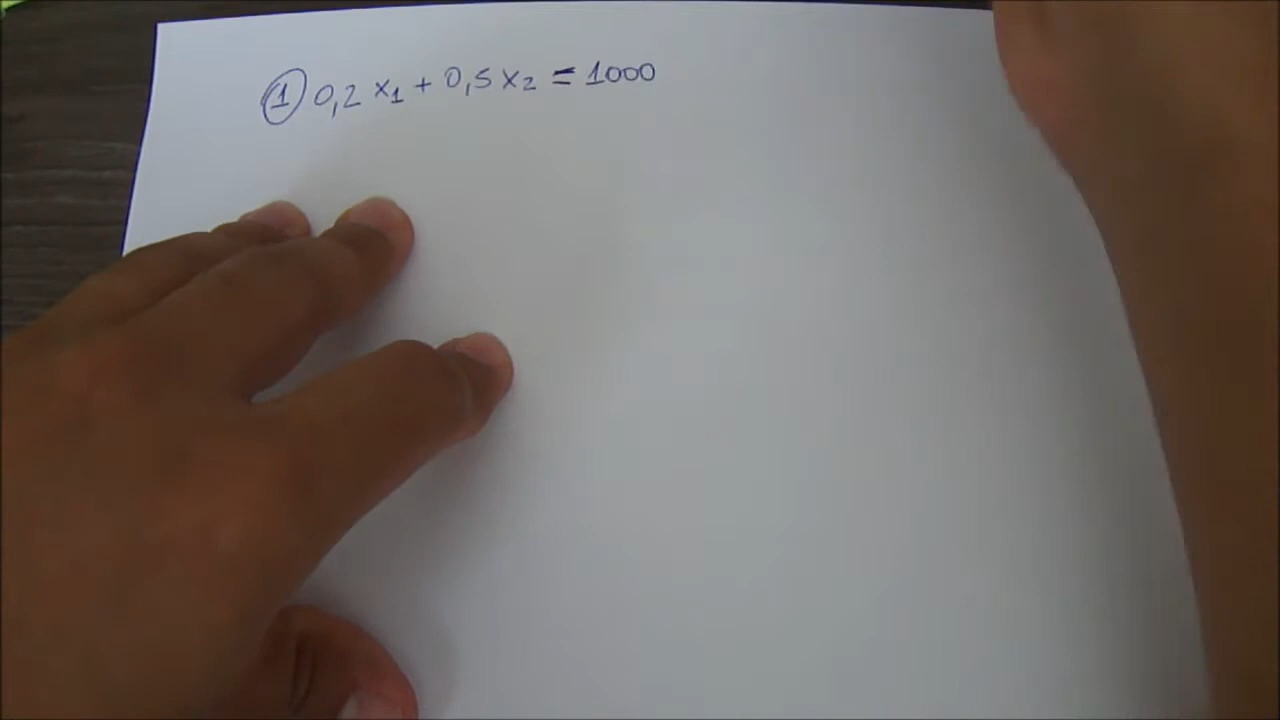 ① 0,2 x₁ + 0,5 x₂ = 1000